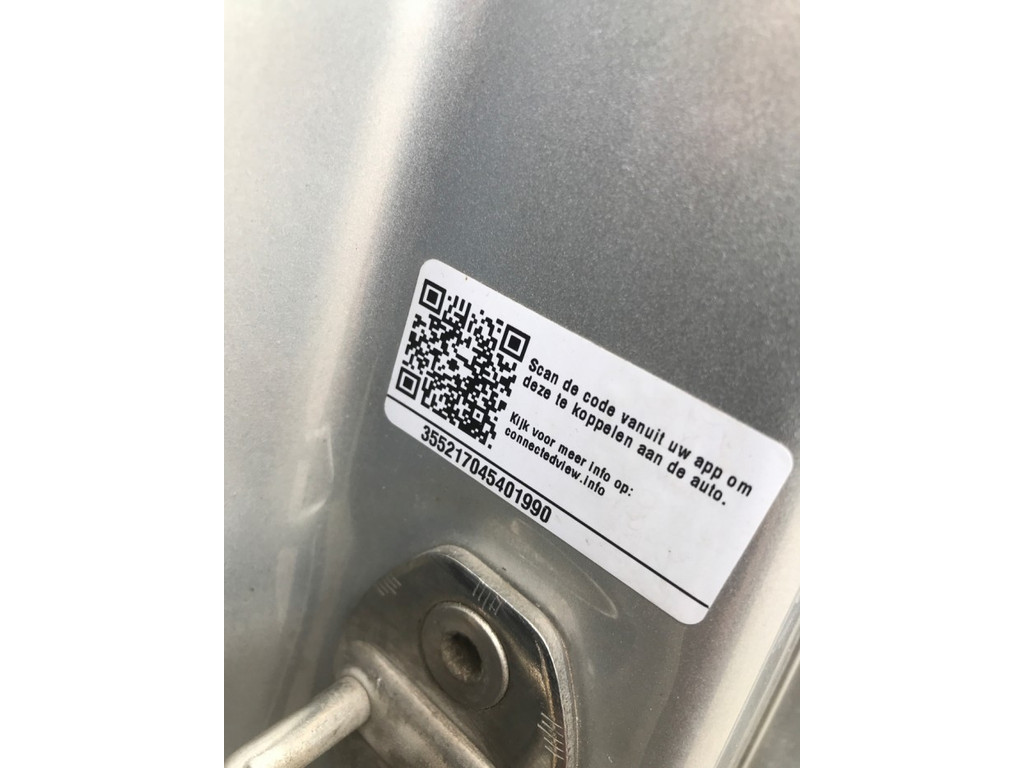 Scan de code vanuit uw app om
deze te koppelen aan de auto.
Kijk voor meer info op:
connectedview.info
355217045401990